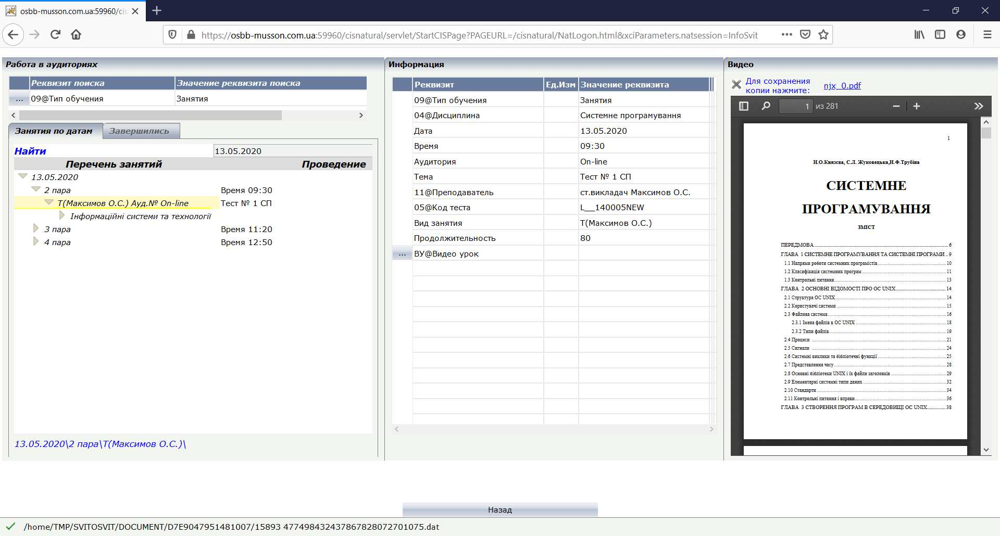 osbb-musson.com.ua:59960/cis
https://osbb-musson.com.ua:59960/cisnatural/servlet/StartCISPage?PAGEURL=/cisnatural/NatLogon.html&xciParameters.natsession=InfoSvit
Работа в аудиториях
Реквизит поиска Значение реквизита поиска
... 09@Тип обучения Занятия
Занятия по датам Завершились
Найти 13.05.2020
Перечень занятий Проведение
13.05.2020
2 пара Время 09:30
Т(Максимов О.С.) Ауд.№ On-line Тест № 1 СП
Інформаційні системи та технології
3 пара Время 11:20
4 пара Время 12:50
13.05.2020\2 пара\Т(Максимов О.С.)\
Информация
Реквизит Ед.Изм Значение реквизита
09@Тип обучения Занятия
04@Дисциплина Системне програмування
Дата 13.05.2020
Время 09:30
Аудитория On-line
Тема Тест № 1 СП
11@Преподаватель ст.викладач Максимов О.С.
05@Код теста L__140005NEW
Вид занятия Т(Максимов О.С.)
Продолжительность 80
... ВУ@Видео урок
Видео
Для сохранения
копии нажмите: njx_0.pdf
1 из 281
1
Н.О.Князєва, С.Л. Жуковецька,Н.Ф.Трубіна
СИСТЕМНЕ
ПРОГРАМУВАННЯ
ЗМІСТ
ПЕРЕДМОВА 6
ГЛАВА 1 СИСТЕМНЕ ПРОГРАМУВАННЯ ТА СИСТЕМНІ ПРОГРАМИ 9
1.1 Напрями роботи системних програмістів 10
1.2 Класифікація системних програм 11
1.3 Контрольні питання 13
ГЛАВА 2 ОСНОВНІ ВІДОМОСТІ ПРО ОС UNIX 14
2.1 Структура ОС UNIX 14
2.2 Користувачі системи 15
2.3 Файлова система 16
2.3.1 Імена файлів в ОС UNIX 18
2.3.2 Типи файлів 19
2.4 Процеси 21
2.5 Сигнали 24
2.6 Системні виклики та бібліотечні функції 25
2.7 Представлення часу 28
2.8 Основні бібліотеки UNIX і їх файли заголовків 29
2.9 Елементарні системні типи даних 32
2.10 Стандарти 34
2.11 Контрольні питання і вправи 36
ГЛАВА 3 СТВОРЕННЯ ПРОГРАМ В СЕРЕДОВИЩІ ОС UNIX 38
Назад
/home/TMP/SVITOSVIT/DOCUMENT/D7E9047951481007/15893 4774984324378678280727​01075.dat